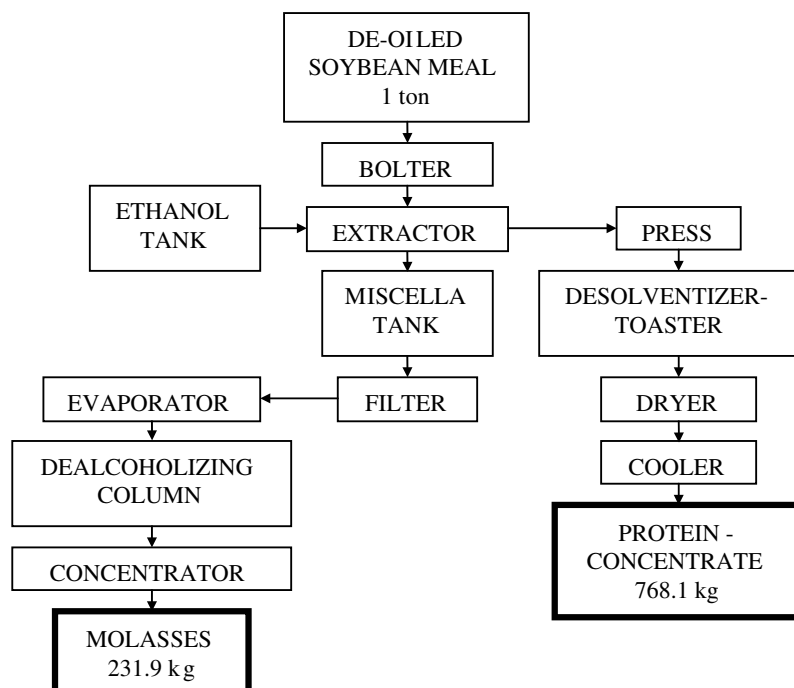 DE-OILED
SOYBEAN MEAL
1 ton
BOLTER
ETHANOL
TANK
EXTRACTOR
PRESS
MISCELLA
TANK
DESOLVENTIZER-
TOASTER
EVAPORATOR
FILTER
DRYER
DEALCOHOLIZING
COLUMN
COOLER
PROTEIN -
CONCENTRATE
768.1 kg
CONCENTRATOR
MOLASSES
231.9 kg